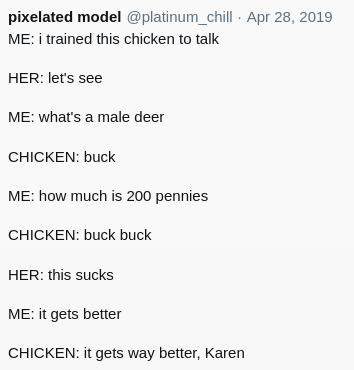 pixelated model @platinum_chill · Apr 28, 2019
ME: i trained this chicken to talk
HER: let's see
ME: what's a male deer
CHICKEN: buck
ME: how much is 200 pennies
CHICKEN: buck buck
HER: this sucks
ME: it gets better
CHICKEN: it gets way better, Karen